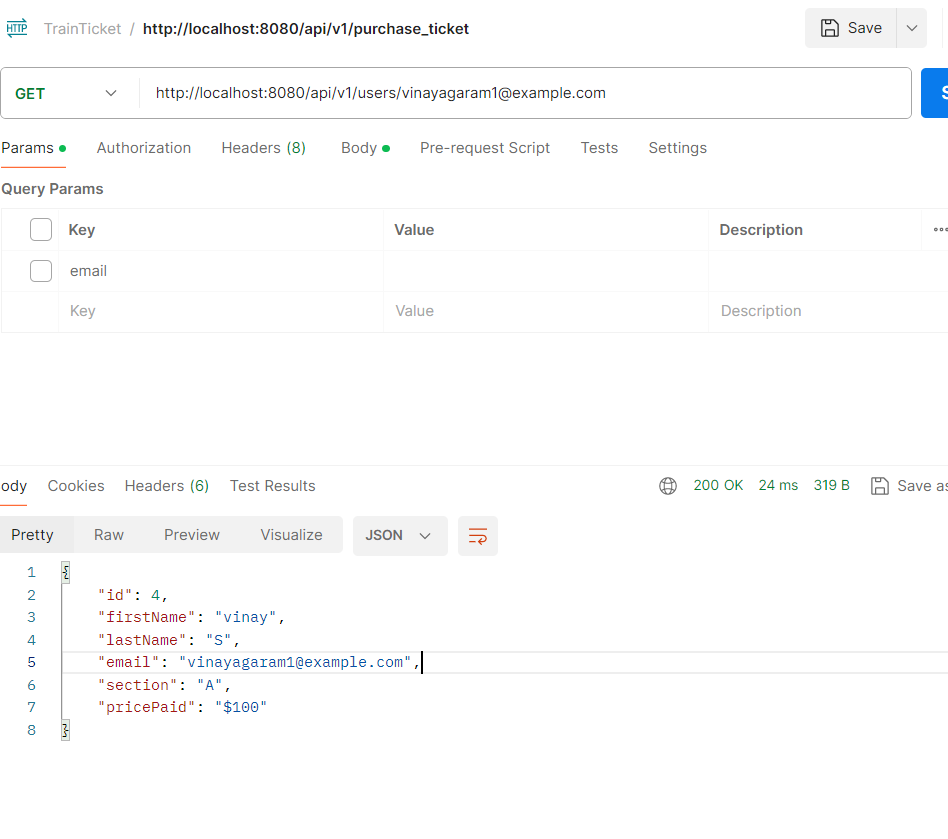 HTTP TrainTicket / http://localhost:8080/api/v1/purchase_ticket Save
GET http://localhost:8080/api/v1/users/vinayagaram1@example.com S
Params Authorization Headers (8) Body Pre-request Script Tests Settings
Query Params
Key Value Description
email
Key Value Description
ody Cookies Headers (6) Test Results 200 OK 24 ms 319 B Save as
Pretty Raw Preview Visualize JSON
1 {
2 "id": 4,
3 "firstName": "vinay",
4 "lastName": "S",
5 "email": "vinayagaram1@example.com",
6 "section": "A",
7 "pricePaid": "$100"
8 }